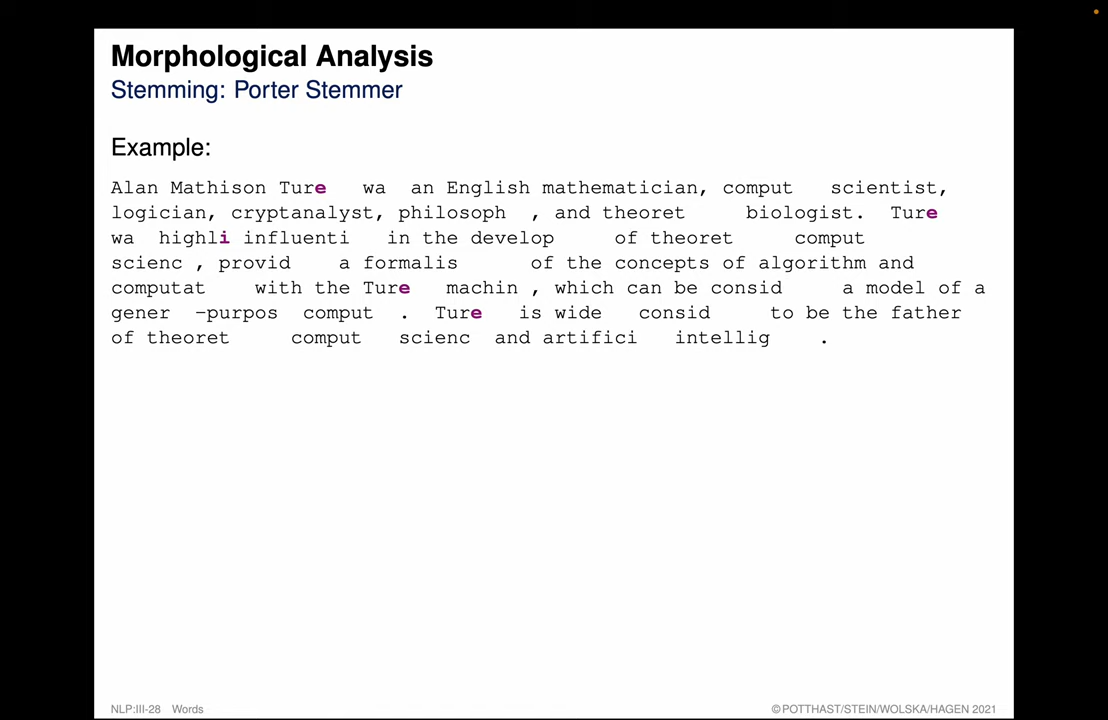 Morphological Analysis
Stemming: Porter Stemmer
Example:
Alan Mathison Ture wa an English mathematician, comput scientist,
logician, cryptanalyst, philosoph , and theoret biologist. Ture
wa highli influenti in the develop of theoret comput
scienc , provid a formalis of the concepts of algorithm and
computat with the Ture machin , which can be consid a model of a
gener -purpos comput . Ture is wide consid to be the father
of theoret comput scienc and artifici intellig .
NLP:III-28 Words
©POTTHAST/STEIN/WOLSKA/HAGEN 2021